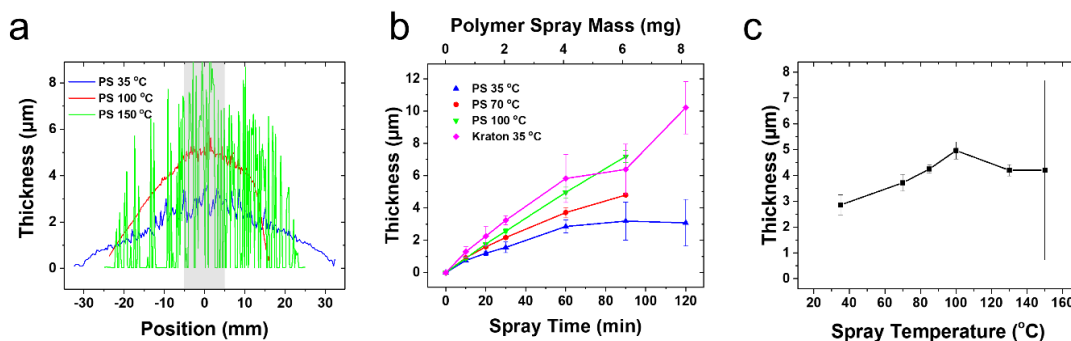 a
Thickness (µm)
8
6
4
2
0
PS 35 °C
PS 100 °C
PS 150 °C
-30 -20 -10 0 10 20 30
Position (mm)
b
Polymer Spray Mass (mg)
0 2 4 6 8
Thickness (µm)
12
10
8
6
4
2
0
PS 35 °C
PS 70 °C
PS 100 °C
Kraton 35 °C
0 20 40 60 80 100 120
Spray Time (min)
c
Thickness (µm)
8
7
6
5
4
3
2
1
0
20 40 60 80 100 120 140 160
Spray Temperature (°C)